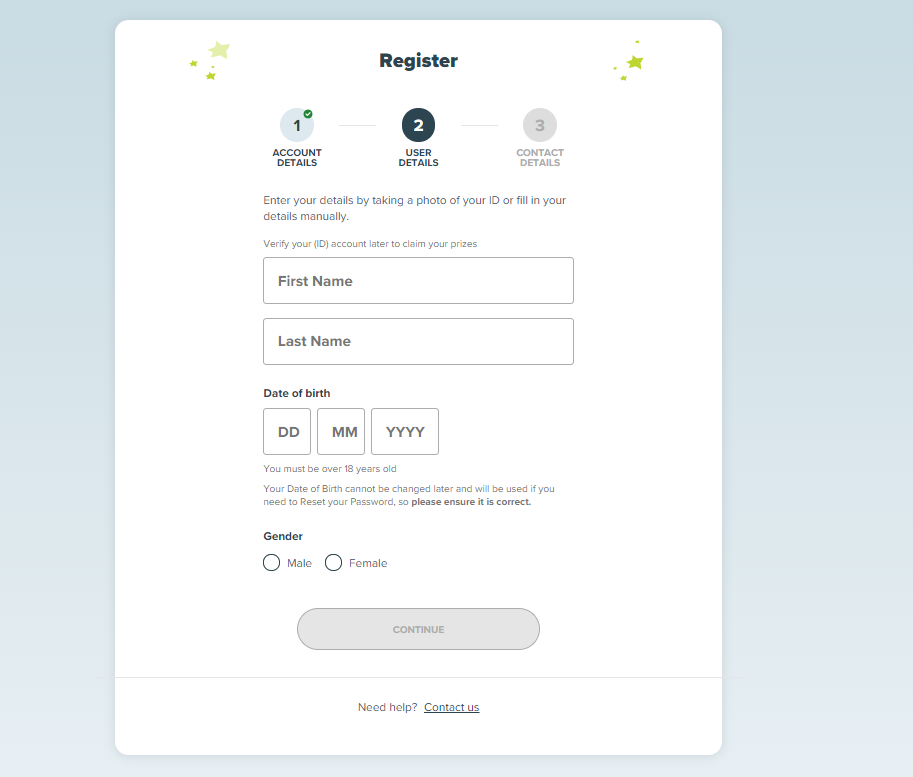 Register
1
2
3
ACCOUNT
DETAILS
USER
DETAILS
CONTACT
DETAILS
Enter your details by taking a photo of your ID or fill in your
details manually.
Verify your (ID) account later to claim your prizes
First Name
Last Name
Date of birth
DD MM YYYY
You must be over 18 years old
Your Date of Birth cannot be changed later and will be used if you
need to Reset your Password, so please ensure it is correct.
Gender
Male Female
CONTINUE
Need help? Contact us